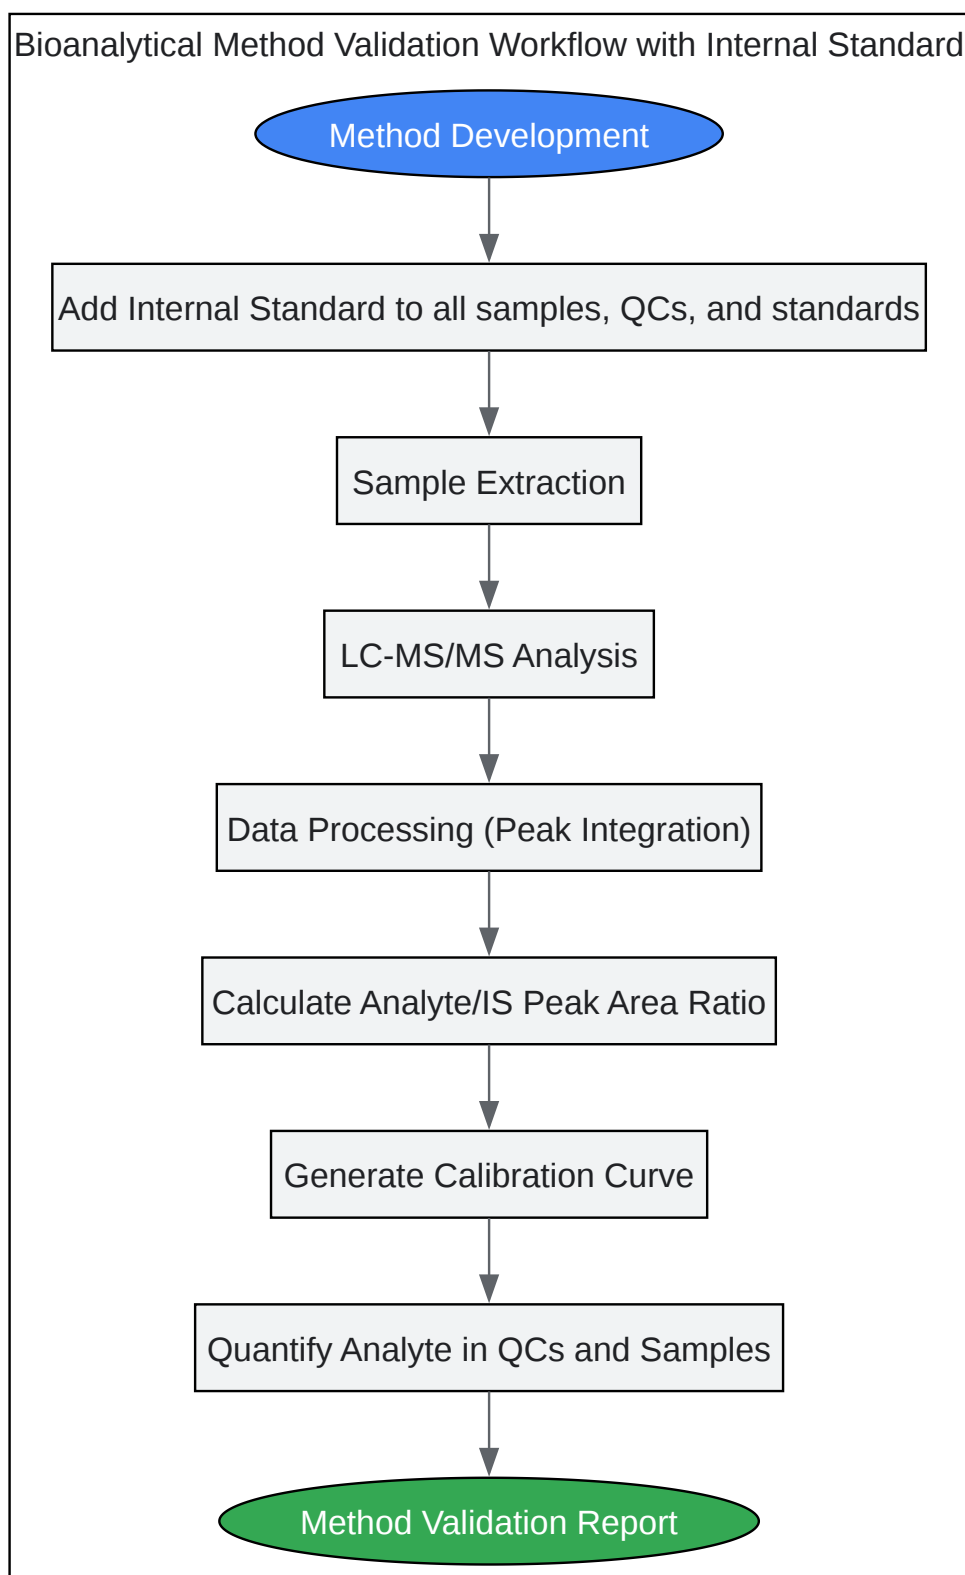 Bioanalytical Method Validation Workflow with Internal Standard
Method Development
Add Internal Standard to all samples, QCs, and standards
Sample Extraction
LC-MS/MS Analysis
Data Processing (Peak Integration)
Calculate Analyte/IS Peak Area Ratio
Generate Calibration Curve
Quantify Analyte in QCs and Samples
Method Validation Report